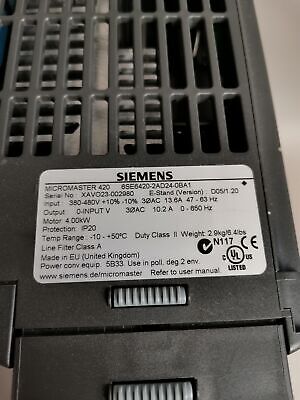 SIEMENS
MICROMASTER 420 6SE6420-2AD24-0BA1
Serial No XAVO23-002980 E-Stand (Version) : D05/1.20
Input : 380-480V +10% -10% 3ØAC 13.6A 47 - 63 Hz
Output : 0-INPUT V 3ØAC 10.2 A 0 - 650 Hz
Motor : 4.00kW
Protection : IP20
Temp Range : -10 - +50°C Duty Class II Weight: 2.9kg/6.4lbs
Line Filter Class A
Made in EU (United Kingdom)
Power conv equip. 5B33. Use in poll. deg 2 env.
www.siemens.de/micromaster Refer to user manual
N117
C UL US
LISTED